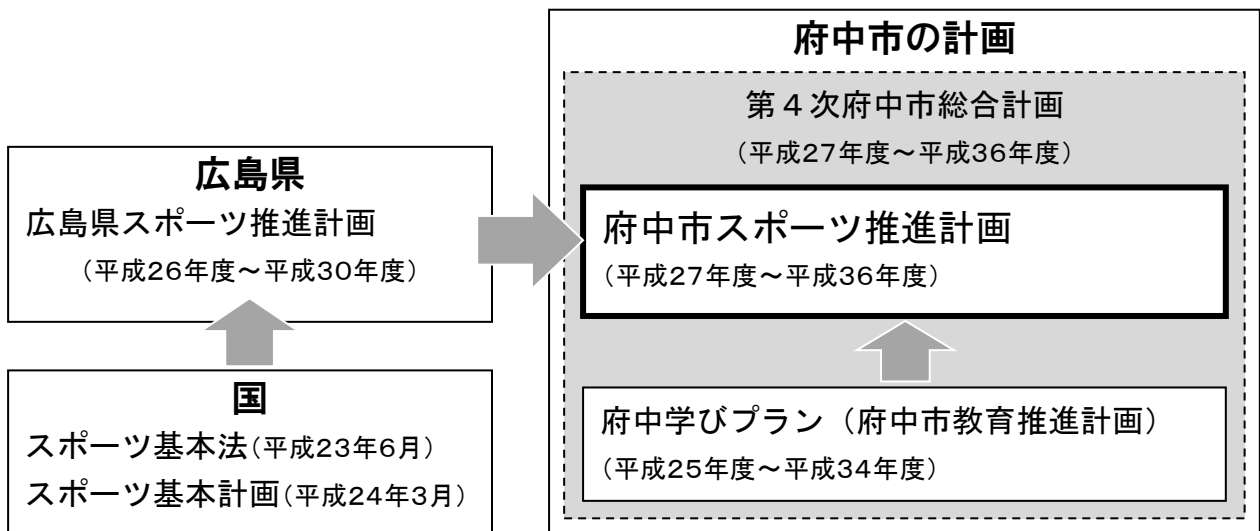 府中市の計画
第４次府中市総合計画
（平成27年度～平成36年度）
広島県
広島県スポーツ推進計画
（平成26年度～平成30年度）
府中市スポーツ推進計画
（平成27年度～平成36年度）
国
スポーツ基本法（平成23年6月）
スポーツ基本計画（平成24年3月）
府中学びプラン（府中市教育推進計画）
（平成25年度～平成34年度）